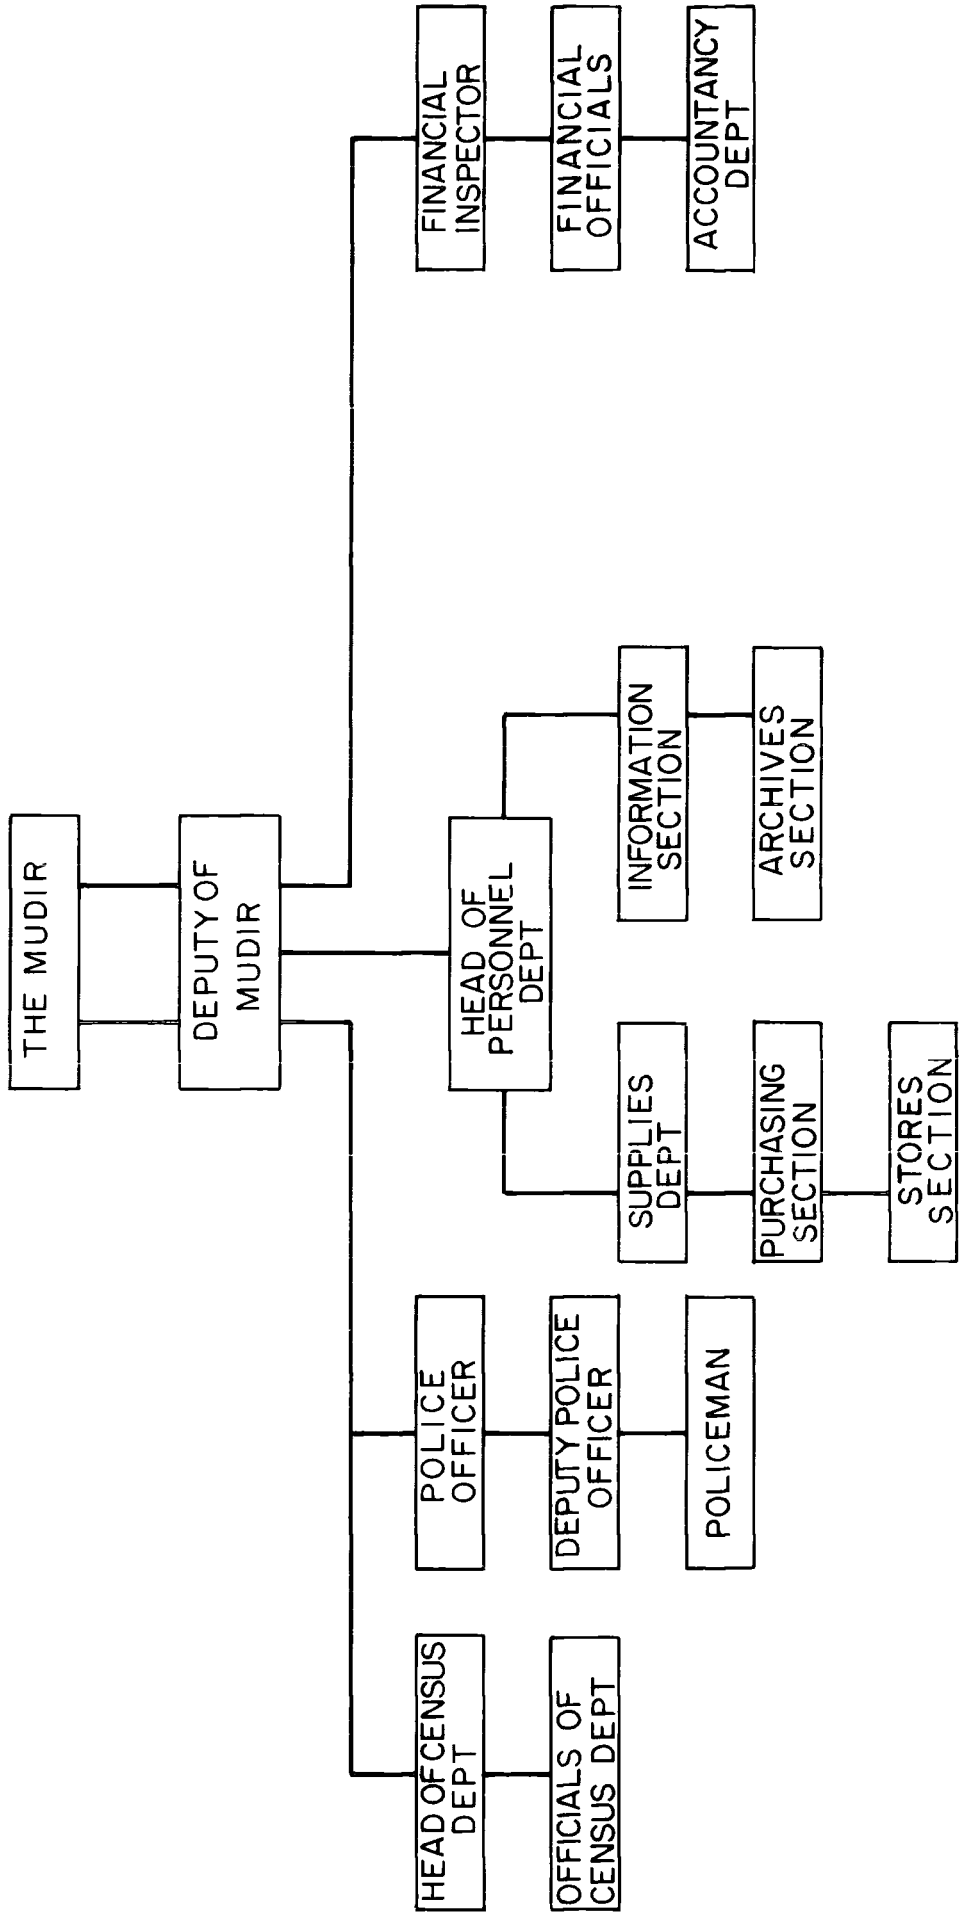 THE MUDIR
DEPUTY OF
MUDIR
HEAD OF CENSUS
DEPT
OFFICIALS OF
CENSUS DEPT
POLICE
OFFICER
DEPUTY POLICE
OFFICER
POLICEMAN
HEAD OF
PERSONNEL
DEPT
SUPPLIES
DEPT
PURCHASING
SECTION
STORES
SECTION
INFORMATION
SECTION
ARCHIVES
SECTION
FINANCIAL
INSPECTOR
FINANCIAL
OFFICIALS
ACCOUNTANCY
DEPT